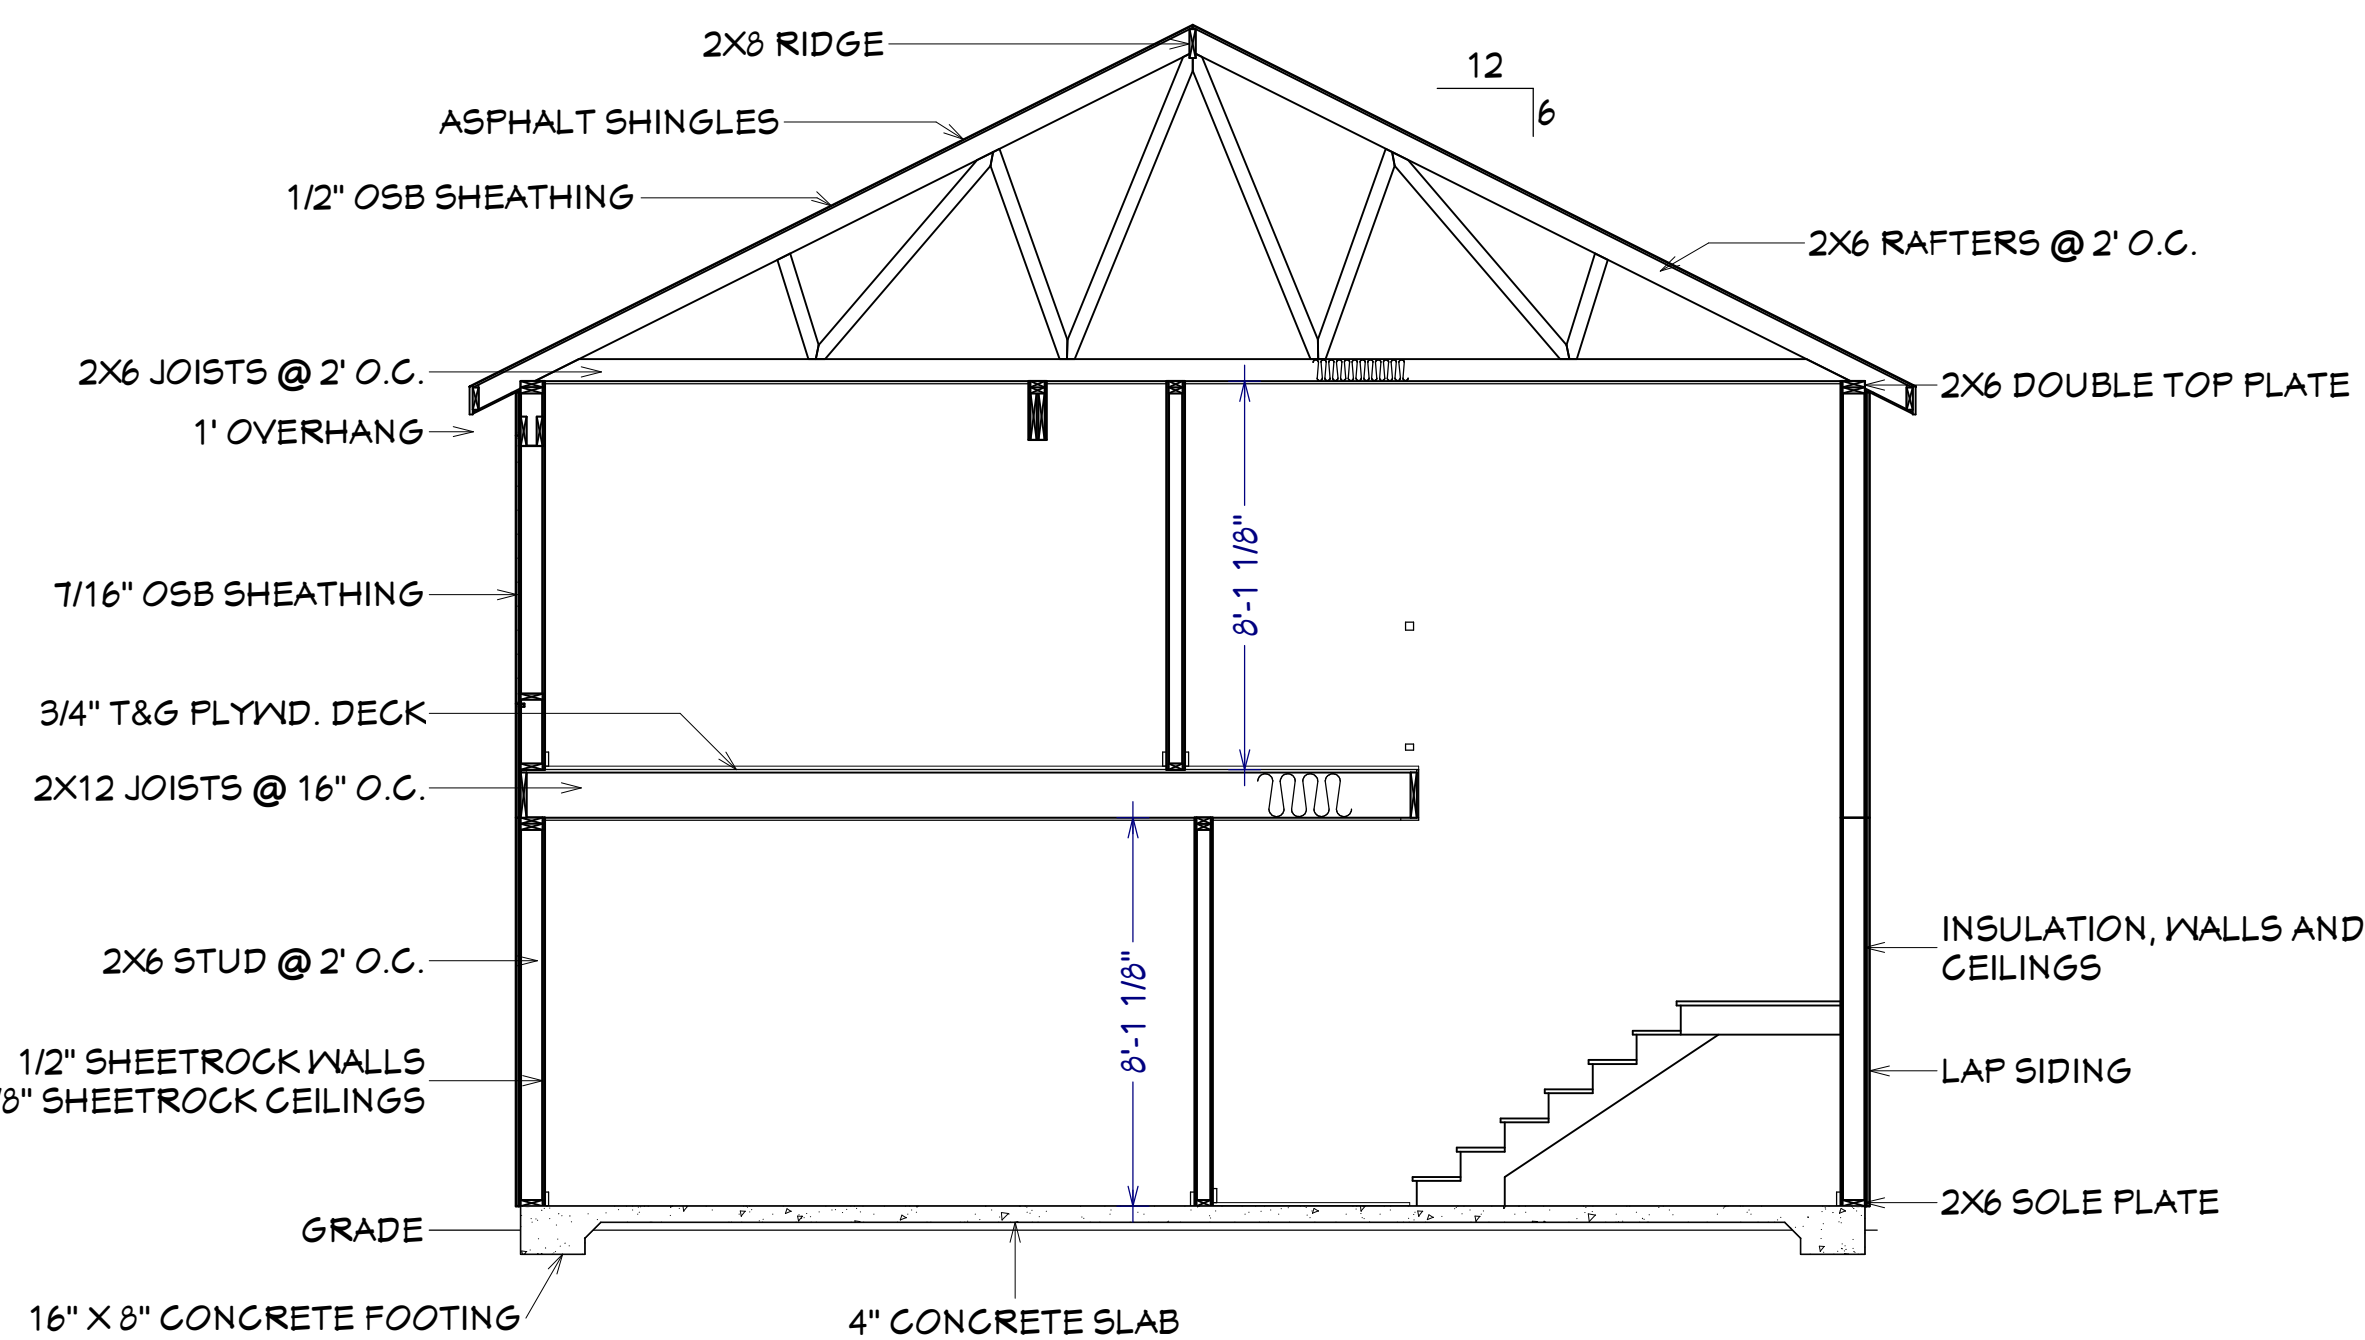 2X8 RIDGE
12
6
ASPHALT SHINGLES
1/2" OSB SHEATHING
2X6 RAFTERS @ 2' O.C.
2X6 JOISTS @ 2' O.C.
2X6 DOUBLE TOP PLATE
1' OVERHANG
8'-1 1/8"
7/16" OSB SHEATHING
3/4" T&G PLYWD. DECK
2X12 JOISTS @ 16" O.C.
INSULATION, WALLS AND
CEILINGS
2X6 STUD @ 2' O.C.
8'-1 1/8"
1/2" SHEETROCK WALLS
/8" SHEETROCK CEILINGS
LAP SIDING
2X6 SOLE PLATE
GRADE
16" X 8" CONCRETE FOOTING
4" CONCRETE SLAB